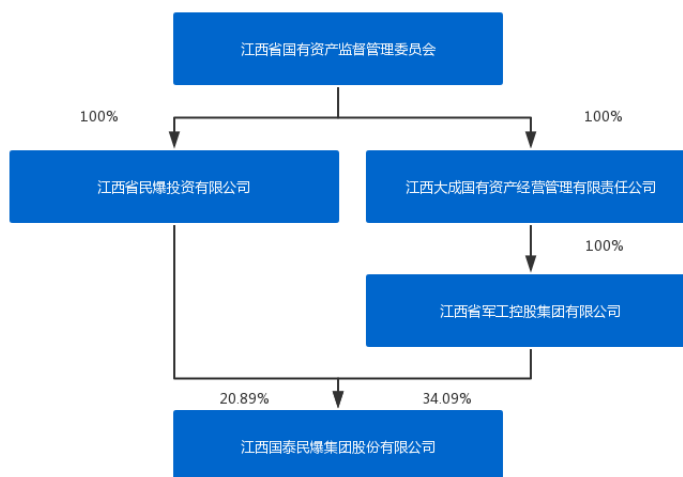 江西省国有资产监督管理委员会
100%
100%
江西省民爆投资有限公司
江西大成国有资产经营管理有限责任公司
100%
江西省军工控股集团有限公司
20.89%
34.09%
江西国泰民爆集团股份有限公司